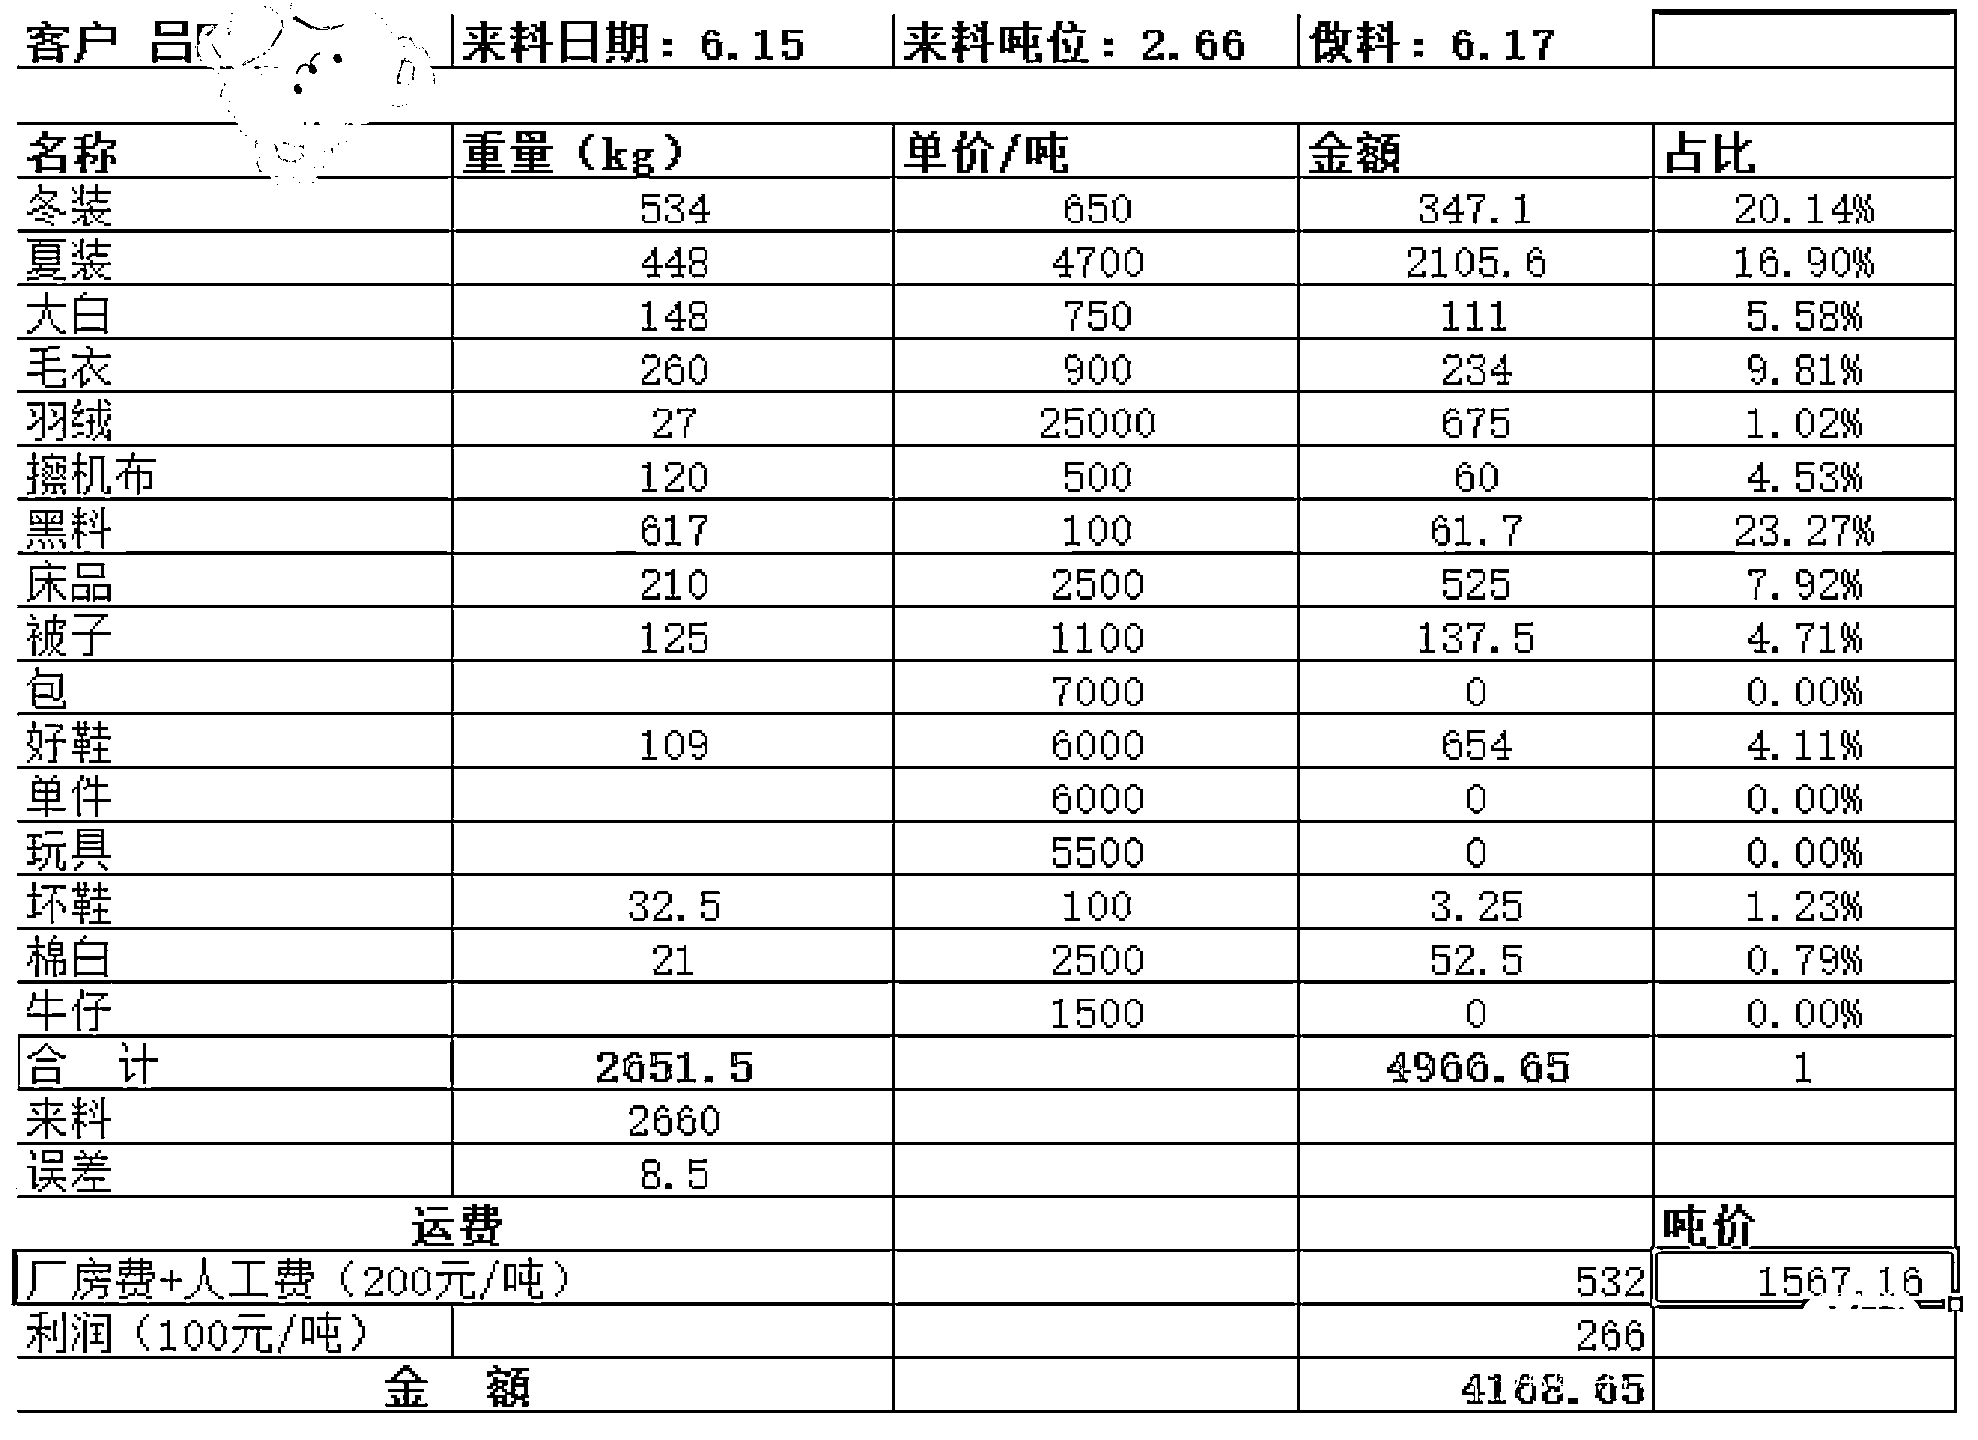 客户 吕 来料日期：6.15 来料吨位：2.66 做料：6.17
名称 重量（kg） 单价/吨 金额 占比
冬装 534 650 347.1 20.14%
夏装 448 4700 2105.6 16.90%
大白 148 750 111 5.58%
毛衣 260 900 234 9.81%
羽绒 27 25000 675 1.02%
擦机布 120 500 60 4.53%
黑料 617 100 61.7 23.27%
床品 210 2500 525 7.92%
被子 125 1100 137.5 4.71%
包 7000 0 0.00%
好鞋 109 6000 654 4.11%
单件 6000 0 0.00%
玩具 5500 0 0.00%
坏鞋 32.5 100 3.25 1.23%
棉白 21 2500 52.5 0.79%
牛仔 1500 0 0.00%
合 计 2651.5 4966.65 1
来料 2660
误差 8.5
运费 吨价
厂房费+人工费（200元/吨） 532 1567.16
利润（100元/吨） 266
金 额 4168.65